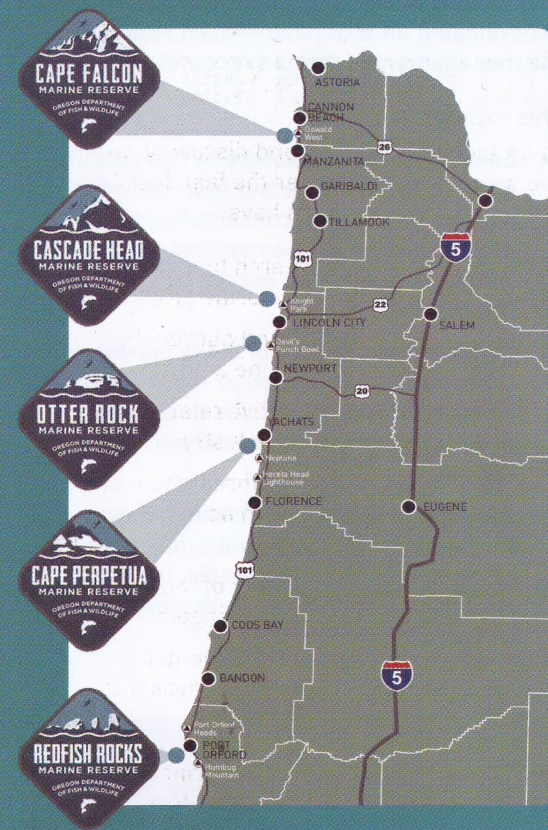 CAPE FALCON
MARINE RESERVE
OREGON DEPARTMENT
OF FISH & WILDLIFE
CASCADE HEAD
MARINE RESERVE
OREGON DEPARTMENT
OF FISH & WILDLIFE
OTTER ROCK
MARINE RESERVE
OREGON DEPARTMENT
OF FISH & WILDLIFE
CAPE PERPETUA
MARINE RESERVE
OREGON DEPARTMENT
OF FISH & WILDLIFE
REDFISH ROCKS
MARINE RESERVE
OREGON DEPARTMENT
OF FISH & WILDLIFE
ASTORIA
CANNON
BEACH
Oswald
West
26
MANZANITA
GARIBALDI
TILLAMOOK
5
101
Knight
Park
22
LINCOLN CITY
SALEM
Devil's
Punch Bowl
NEWPORT
20
YACHATS
Neptune
Heceta Head
Lighthouse
FLORENCE
EUGENE
101
COOS BAY
BANDON
5
Port Orford
Heads
PORT
ORFORD
Humbug
Mountain